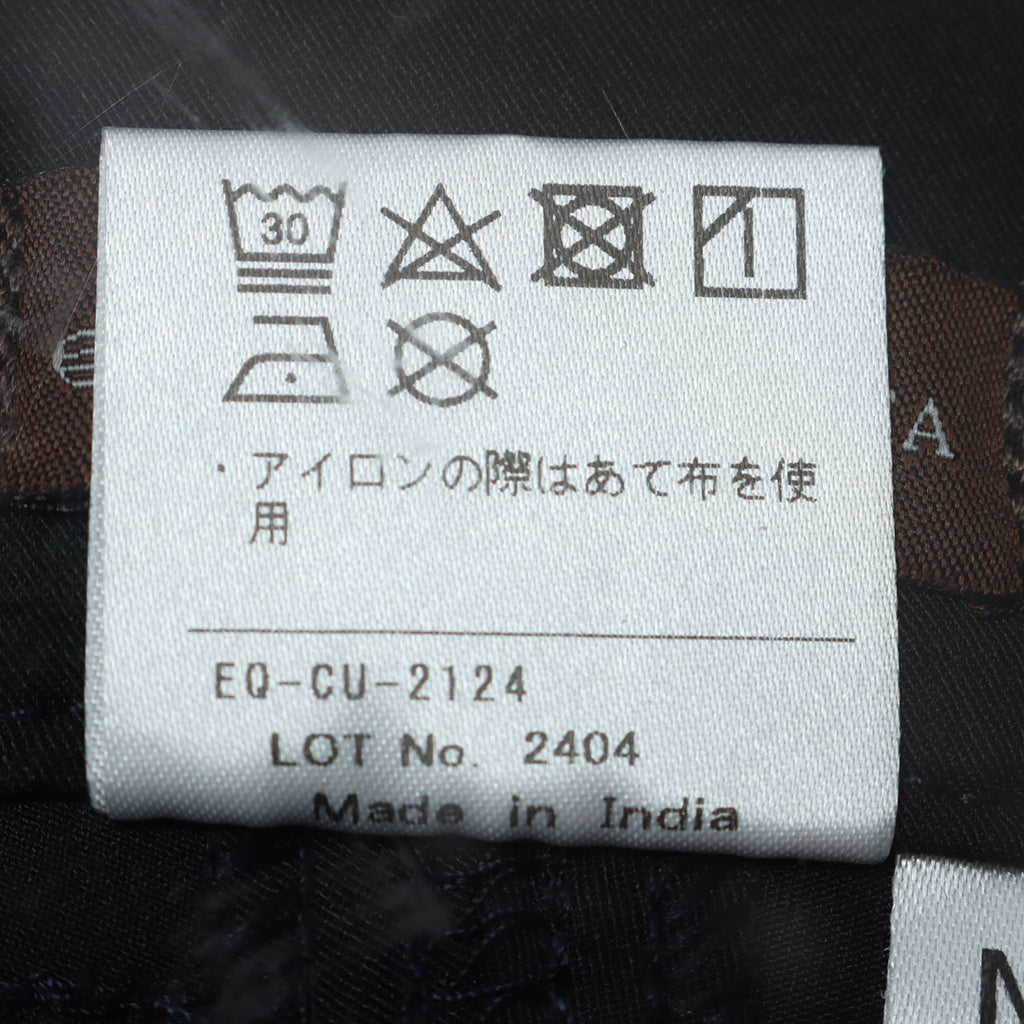 30
・アイロンの際はあて布を使
用
EQ-CU-2124
LOT No. 2404
Made in India
A